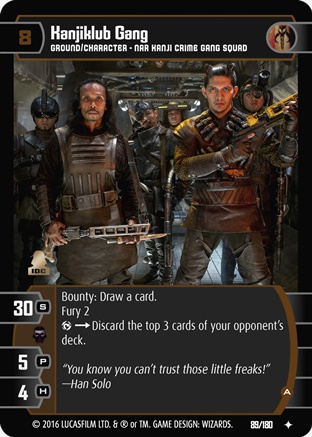 8
Kanjiklub Gang
GROUND/CHARACTER - NAR KANJI CRIME GANG SQUAD
IDC
30 S
5 P
4 H
Bounty: Draw a card.
Fury 2
Discard the top 3 cards of your opponent's
deck.
"You know you can't trust those little freaks!"
—Han Solo
A
© 2016 LUCASFILM LTD. & ® or TM. GAME DESIGN: WIZARDS. 89/180